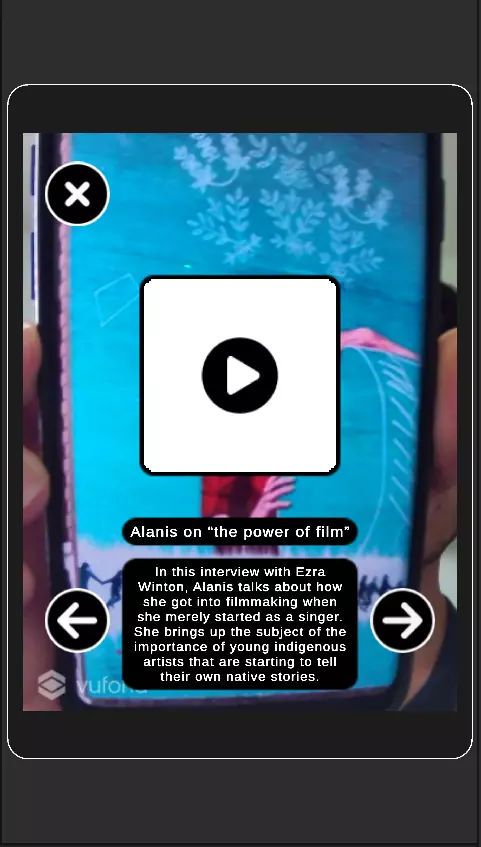 Alanis on “the power of film”
In this interview with Ezra
Winton, Alanis talks about how
she got into filmmaking when
she merely started as a singer.
She brings up the subject of the
importance of young indigenous
artists that are starting to tell
their own native stories.